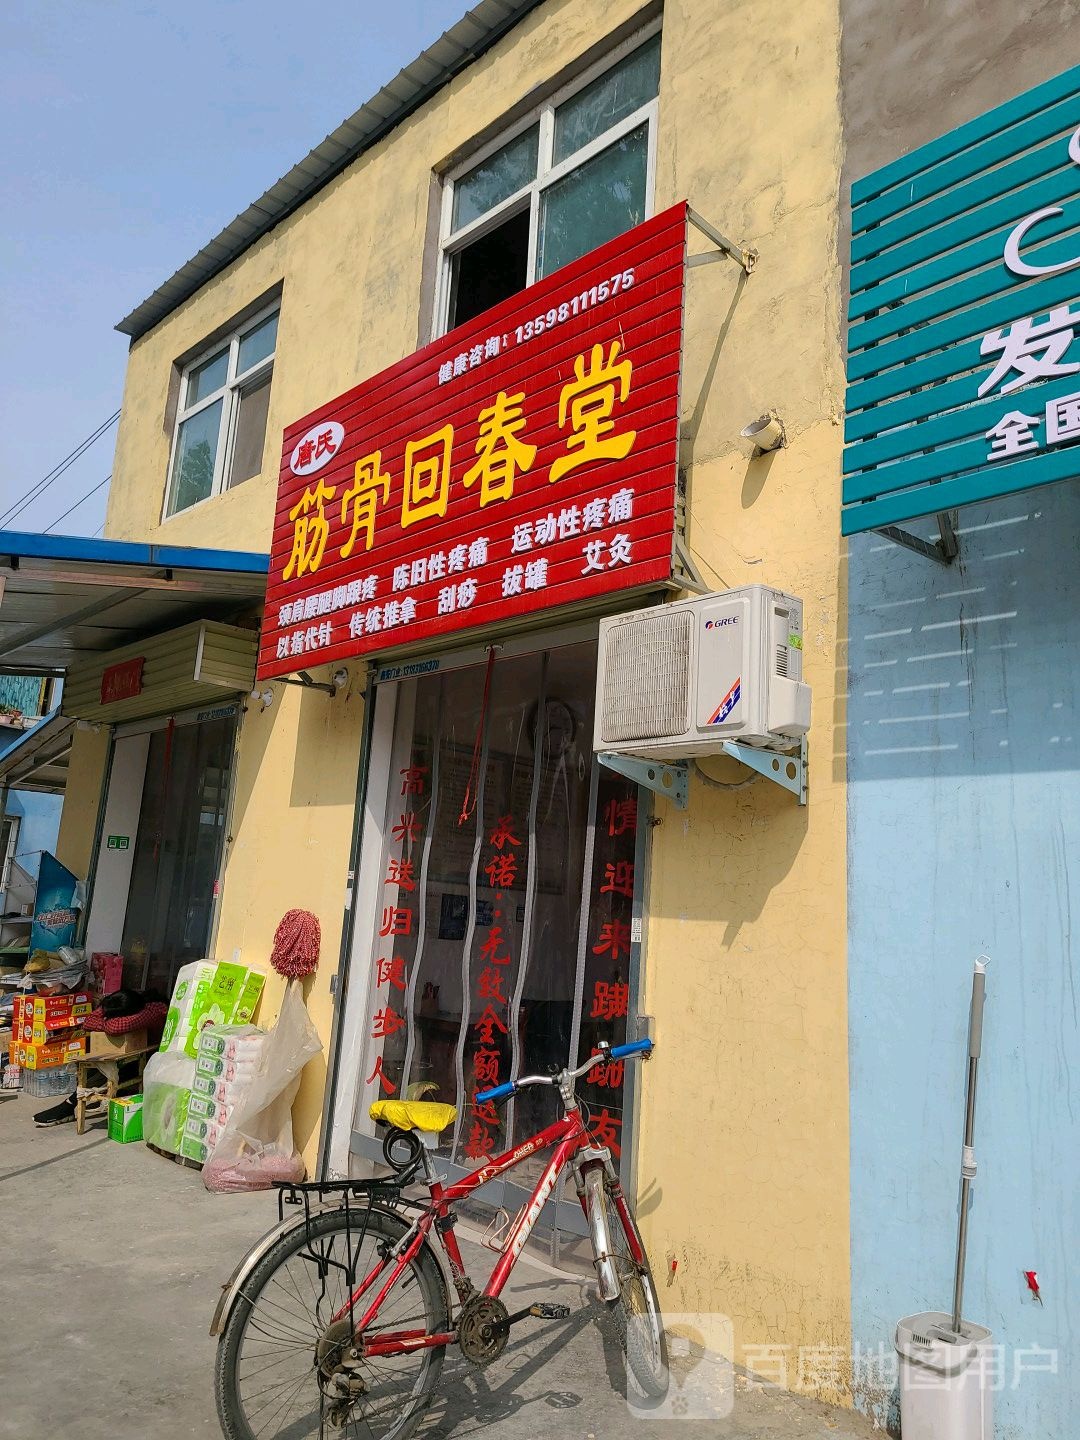 健康咨询：13598111575
唐氏
筋骨回春堂
颈肩腰腿脚跟疼 陈旧性疼痛 运动性疼痛
以指代针 传统推拿 刮痧 拔罐 艾灸
GREE
情迎来蹒跚友
承诺：无效全额退款
高兴送归健步人
发
全国
百度地图用户